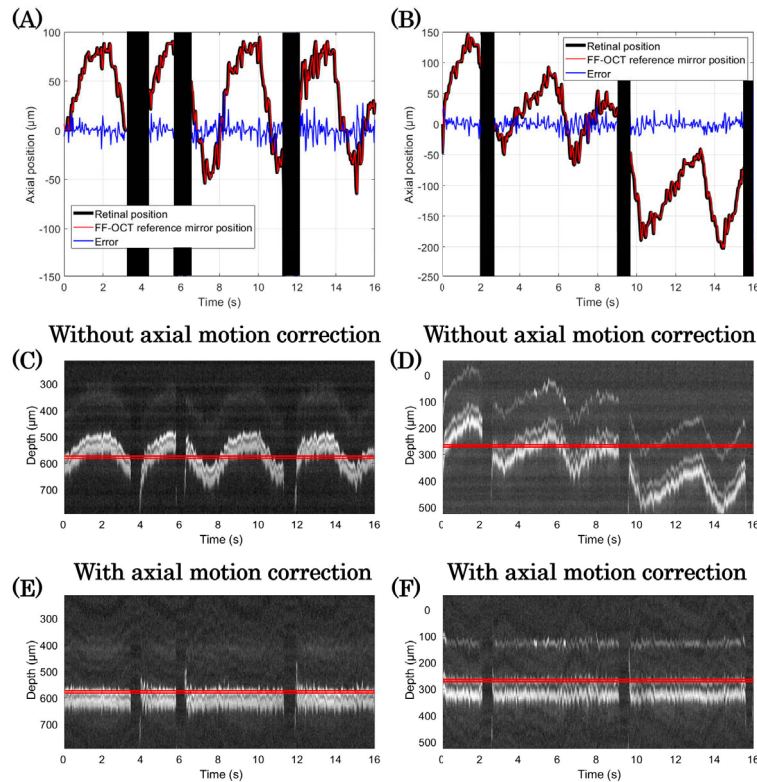 (A)
100
50
0
-50
-100
-150
Axial position (µm)
Retinal position
FF-OCT reference mirror position
Error
0 2 4 6 8 10 12 14 16
Time (s)
(B)
150
100
50
0
-50
-100
-150
-200
-250
Axial position (µm)
Retinal position
FF-OCT reference mirror position
Error
0 2 4 6 8 10 12 14 16
Time (s)
Without axial motion correction
(C)
300
400
500
600
700
Depth (µm)
0 2 4 6 8 10 12 14 16
Time (s)
Without axial motion correction
(D)
0
100
200
300
400
500
Depth (µm)
0 2 4 6 8 10 12 14 16
Time (s)
With axial motion correction
(E)
300
400
500
600
700
Depth (µm)
0 2 4 6 8 10 12 14 16
Time (s)
With axial motion correction
(F)
0
100
200
300
400
500
Depth (µm)
0 2 4 6 8 10 12 14 16
Time (s)